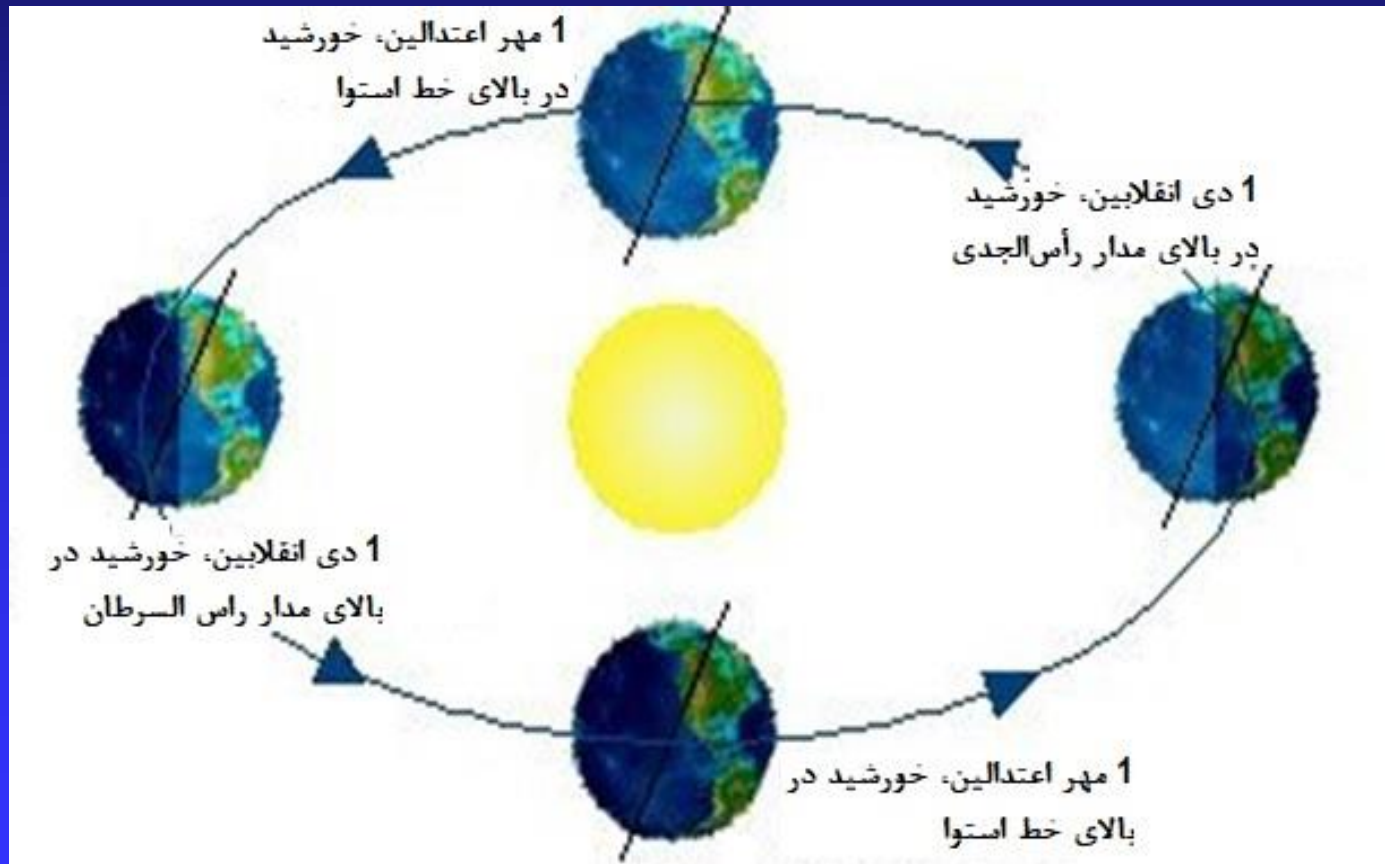 1 مهر اعتدالین، خورشید
در بالای خط استوا
1 دی انقلابین، خورشید
در بالای مدار رأس‌الجدی
1 دی انقلابین، خورشید در
بالای مدار راس السرطان
1 مهر اعتدالین، خورشید در
بالای خط استوا